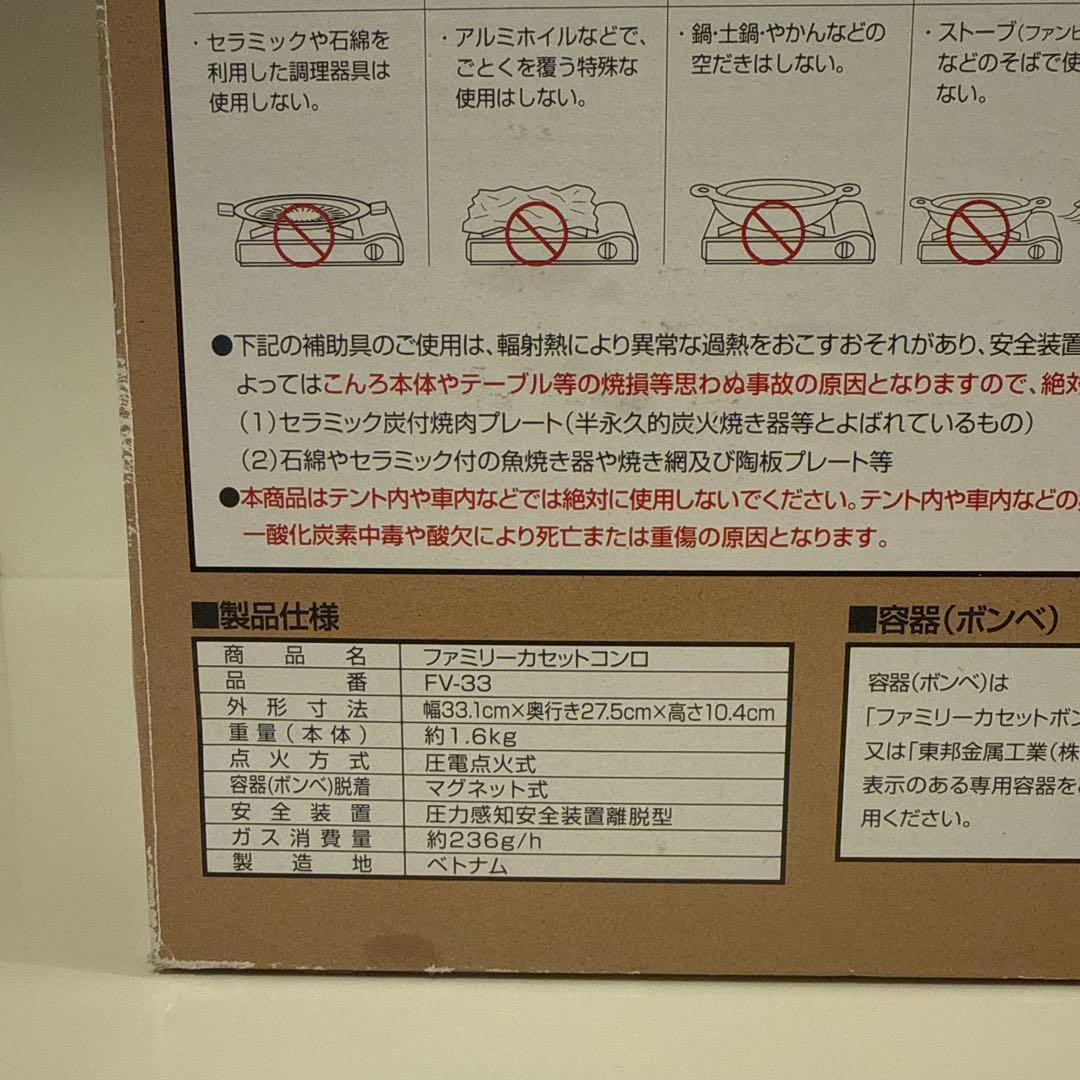 ・セラミックや石綿を
利用した調理器具は
使用しない。
・アルミホイルなどで、
ごとくを覆う特殊な
使用はしない。
・鍋・土鍋・やかんなどの
空だきはしない。
・ストーブ(ファンヒ
などのそばで使
ない。
●下記の補助具のご使用は、輻射熱により異常な過熱をおこすおそれがあり、安全装置
よってはこんろ本体やテーブル等の焼損等思わぬ事故の原因となりますので、絶対
(1)セラミック炭付焼肉プレート(半永久的炭火焼き器等とよばれているもの)
(2)石綿やセラミック付の魚焼き器や焼き網及び陶板プレート等
●本商品はテント内や車内などでは絶対に使用しないでください。テント内や車内などの
一酸化炭素中毒や酸欠により死亡または重傷の原因となります。
■製品仕様
商品名 ファミリーカセットコンロ
品番 FV-33
外形寸法 幅33.1cm×奥行き27.5cm×高さ10.4cm
重量(本体) 約1.6kg
点火方式 圧電点火式
容器(ボンベ)脱着 マグネット式
安全装置 圧力感知安全装置離脱型
ガス消費量 約236g/h
製造地 ベトナム
■容器(ボンベ)
容器(ボンベ)は
「ファミリーカセットボン
又は「東邦金属工業(株
表示のある専用容器を
用ください。